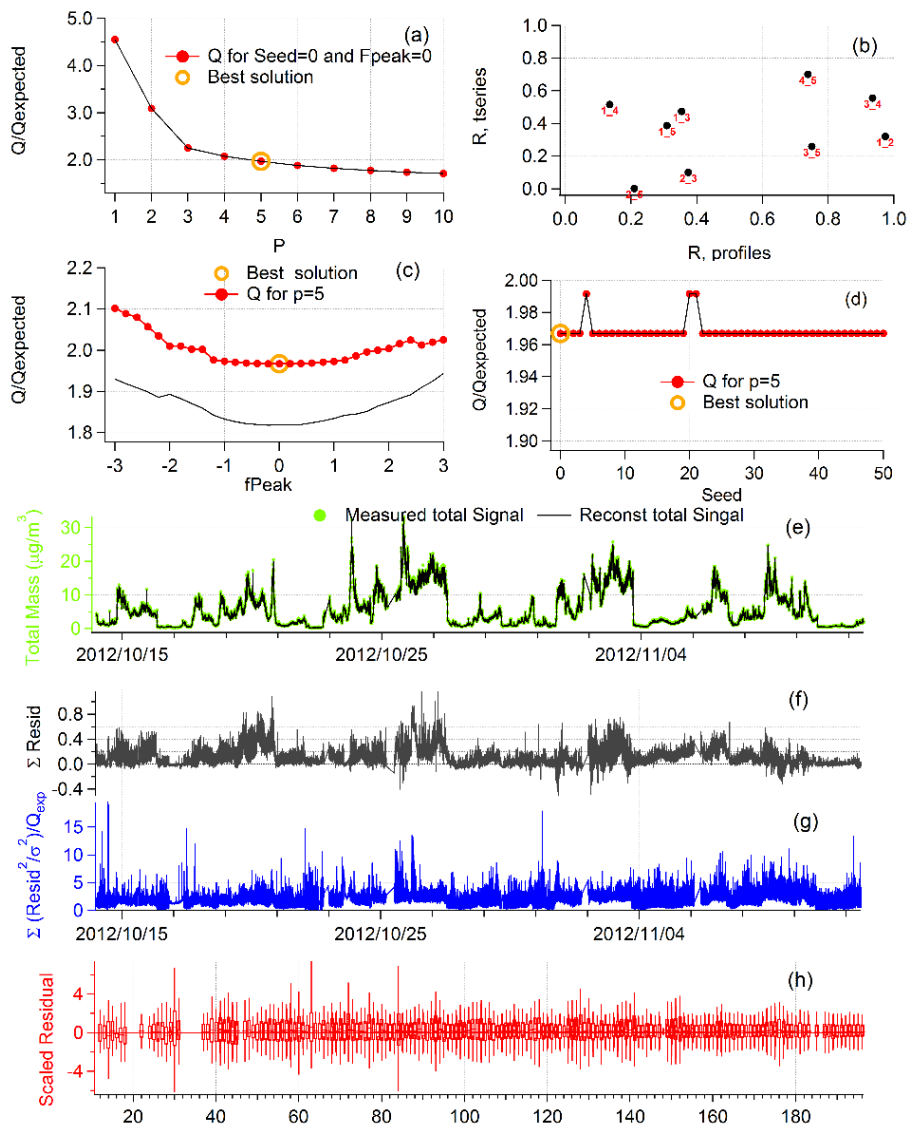 (a)
5.0
4.0
3.0
2.0
Q/Qexpected
Q for Seed=0 and Fpeak=0
Best solution
1 2 3 4 5 6 7 8 9 10
P
(b)
1.0
0.8
0.6
0.4
0.2
0.0
R, tseries
4_5
1_4
3_4
1_3
1_5
1_2
3_5
2_3
2_5
0.0 0.2 0.4 0.6 0.8 1.0
R, profiles
(c)
2.2
2.1
2.0
1.9
1.8
Q/Qexpected
Best solution
Q for p=5
-3 -2 -1 0 1 2 3
fPeak
(d)
2.00
1.98
1.96
1.94
1.92
1.90
Q/Qexpected
Q for p=5
Best solution
0 10 20 30 40 50
Seed
Measured total Signal Reconst total Singal
(e)
30
20
10
0
Total Mass (μg/m³)
2012/10/15 2012/10/25 2012/11/04
(f)
0.8
0.4
0.0
-0.4
Σ Resid
(g)
15
10
5
0
Σ (Resid²/σ²)/Qexp
2012/10/15 2012/10/25 2012/11/04
(h)
4
0
-4
Scaled Residual
20 40 60 80 100 120 140 160 180